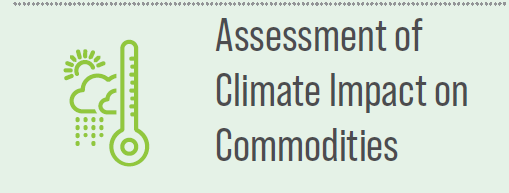 Assessment of
Climate Impact on
Commodities